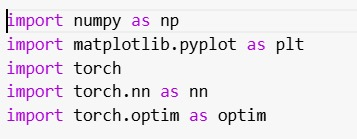 import numpy as np
import matplotlib.pyplot as plt
import torch
import torch.nn as nn
import torch.optim as optim